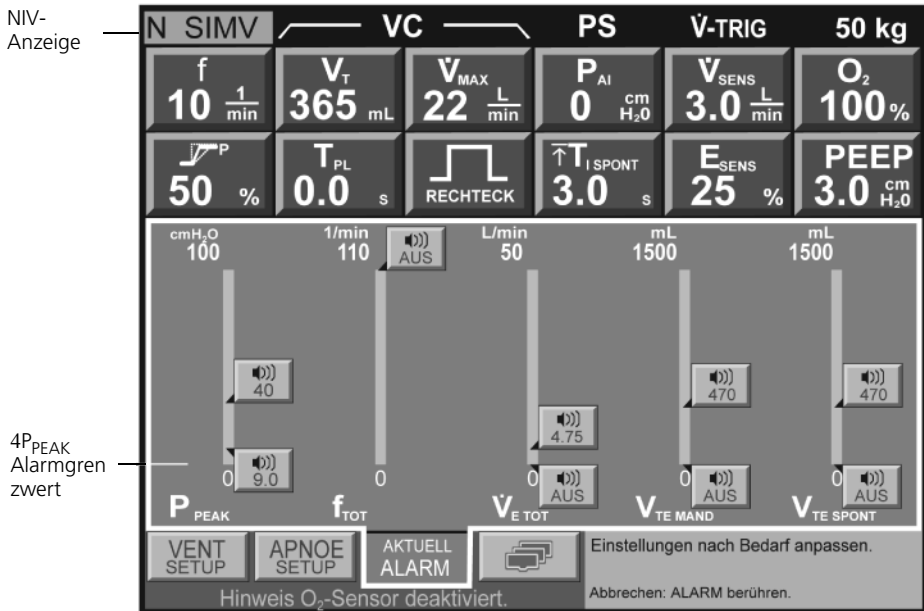 NIV-
Anzeige
N SIMV VC PS V̇-TRIG 50 kg
f VT V̇MAX PAI V̇SENS O₂
10 1/min 365 mL 22 L/min 0 cm H₂0 3.0 L/min 100%
P TPL RECHTECK ↑TI SPONT ESENS PEEP
50 % 0.0 s 3.0 s 25 % 3.0 cm H₂0
cmH₂O 1/min L/min mL mL
100 110 50 1500 1500
AUS
40 470 470
4.75
4PPEAK
Alarmgren
zwert
0 9.0 0 0 AUS 0 AUS 0 AUS
PPEAK fTOT V̇E TOT VTE MAND VTE SPONT
VENT SETUP
APNOE SETUP
AKTUELL
ALARM
Einstellungen nach Bedarf anpassen.
Abbrechen: ALARM berühren.
Hinweis O₂-Sensor deaktiviert.